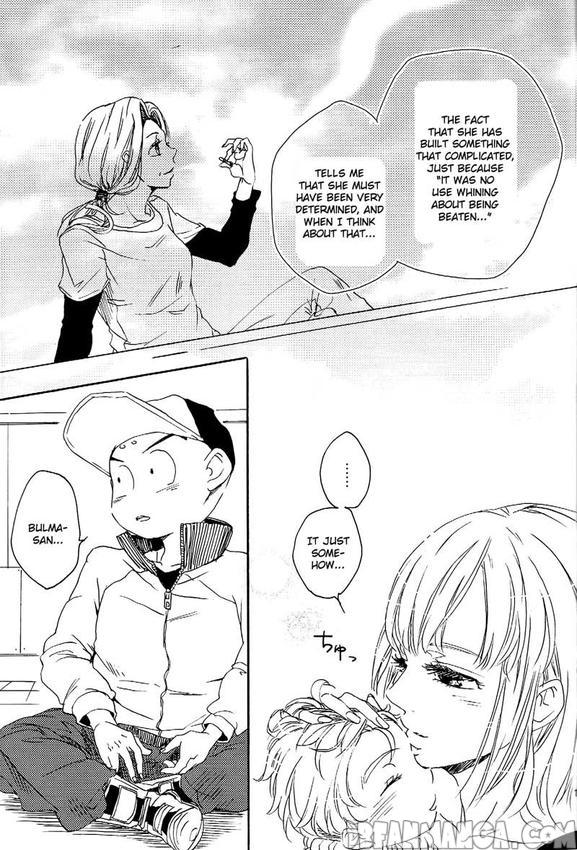 THE FACT
THAT SHE HAS
BUILT SOMETHING
THAT COMPLICATED,
JUST BECAUSE
"IT WAS NO
USE WHINING
ABOUT BEING
BEATEN..."
TELLS ME
THAT SHE MUST
HAVE BEEN VERY
DETERMINED, AND
WHEN I THINK
ABOUT THAT...
......
IT JUST
SOME-
HOW...
ちゅっ
BULMA-
SAN...
DBFANMANGA.COM